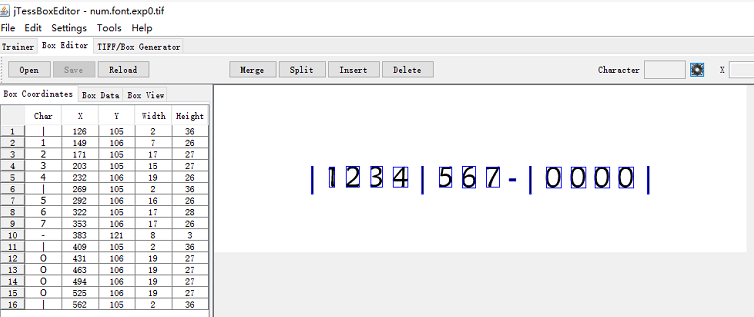 jTessBoxEditor - num.font.exp0.tif
File Edit Settings Tools Help
Trainer Box Editor TIFF/Box Generator
Open Save Reload Merge Split Insert Delete Character X
Box Coordinates Box Data Box View
Char X Y Width Height
1 | 126 105 2 36
2 1 149 106 7 26
3 2 171 105 17 27
4 3 203 105 15 27
5 4 232 106 19 26
6 | 269 105 2 36
7 5 292 106 16 26
8 6 322 105 17 28
9 7 353 106 17 26
10 - 383 121 8 3
11 | 409 105 2 36
12 0 431 106 19 27
13 0 463 106 19 27
14 0 494 106 19 27
15 0 525 106 19 27
16 | 562 105 2 36
|1234|567-|0000|